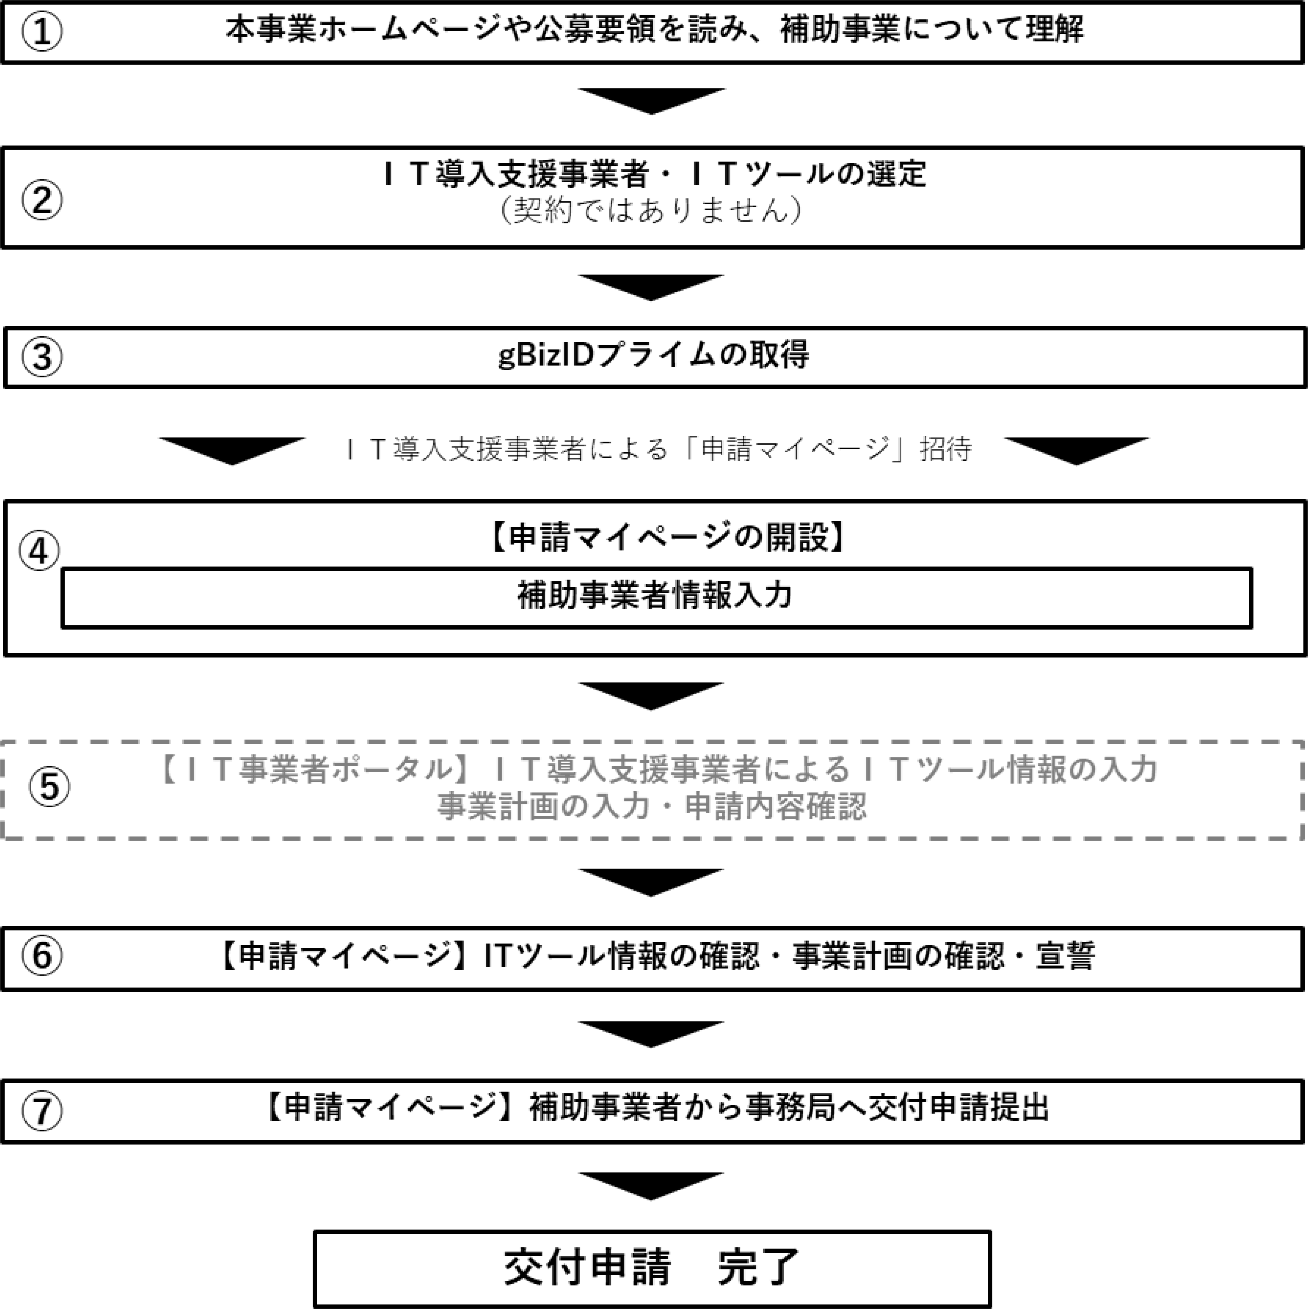 ① 本事業ホームページや公募要領を読み、補助事業について理解
② ＩＴ導入支援事業者・ＩＴツールの選定
（契約ではありません）
③ gBizIDプライムの取得
ＩＴ導入支援事業者による「申請マイページ」招待
④ 【申請マイページの開設】
補助事業者情報入力
⑤ 【ＩＴ事業者ポータル】ＩＴ導入支援事業者によるＩＴツール情報の入力
事業計画の入力・申請内容確認
⑥ 【申請マイページ】ITツール情報の確認・事業計画の確認・宣誓
⑦ 【申請マイページ】補助事業者から事務局へ交付申請提出
交付申請　完了